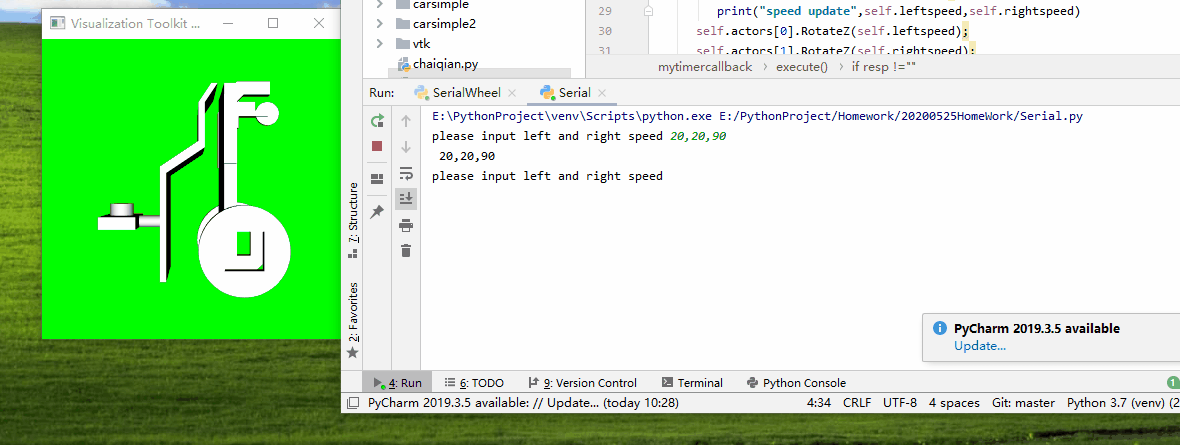 Visualization Toolkit ...
carsimple
carsimple2
vtk
chaiqian.py
29 print("speed update",self.leftspeed,self.rightspeed)
30 self.actors[0].RotateZ(self.leftspeed);
31 self.actors[1].RotateZ(self.rightspeed);
mytimercallback > execute() > if resp !=""
Run: SerialWheel × Serial ×
E:\PythonProject\venv\Scripts\python.exe E:/PythonProject/Homework/20200525HomeWork/Serial.py
please input left and right speed 20,20,90
20,20,90
please input left and right speed
7: Structure
2: Favorites
PyCharm 2019.3.5 available
Update...
4: Run 6: TODO 9: Version Control Terminal Python Console 1
PyCharm 2019.3.5 available: // Update... (today 10:28) 4:34 CRLF UTF-8 4 spaces Git: master Python 3.7 (venv) (2